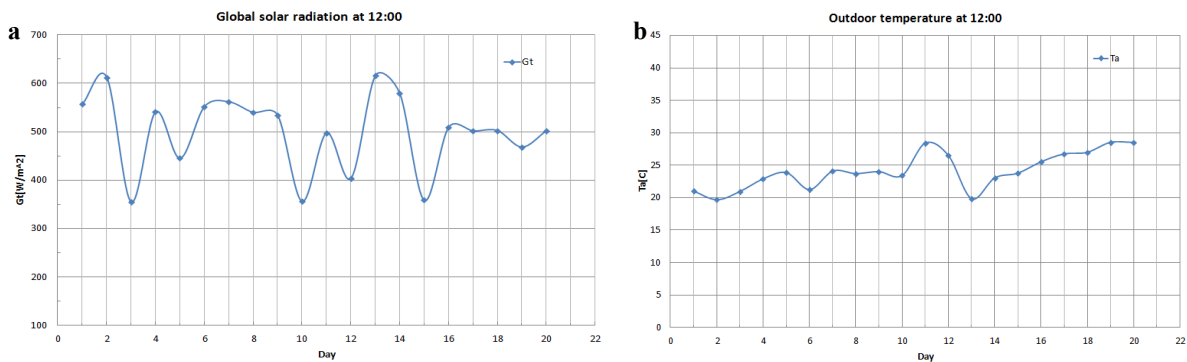 a
Global solar radiation at 12:00
700
600
500
400
300
200
100
Gt[W/m^2]
Gt
0 2 4 6 8 10 12 14 16 18 20 22
Day
b
Outdoor temperature at 12:00
45
40
35
30
25
20
15
10
5
0
Ta[C]
Ta
0 2 4 6 8 10 12 14 16 18 20 22
Day